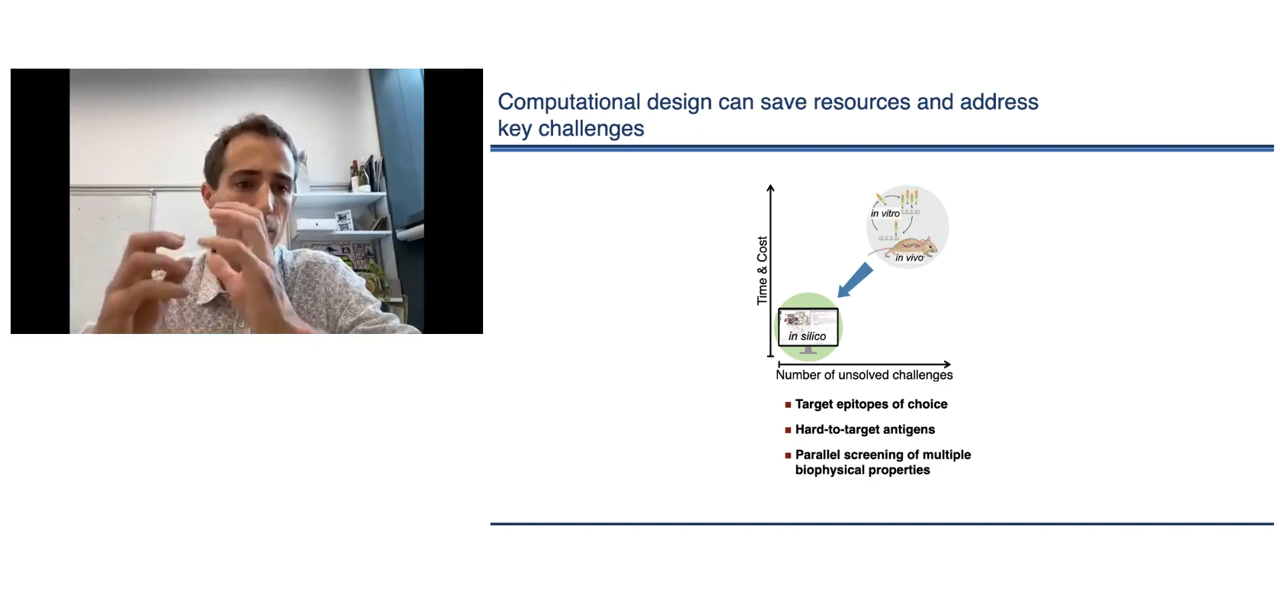 Computational design can save resources and address
key challenges
in vitro
in vivo
Time & Cost
in silico
Number of unsolved challenges
Target epitopes of choice
Hard-to-target antigens
Parallel screening of multiple
biophysical properties